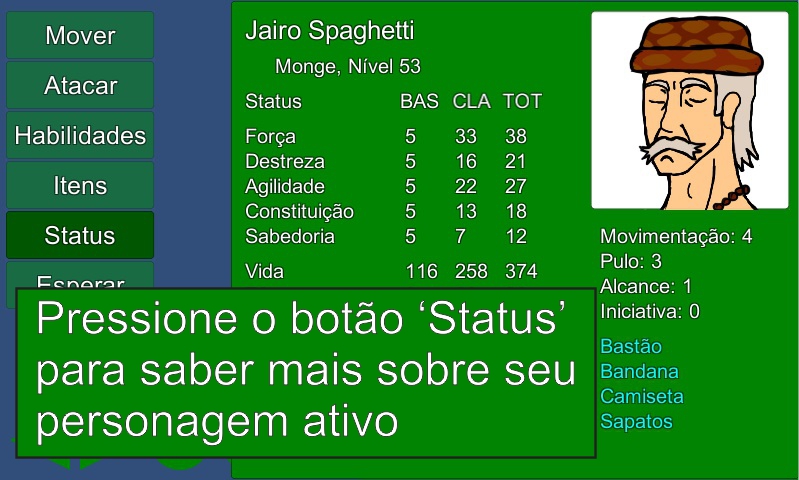 Mover
Atacar
Habilidades
Itens
Status
Esperar
Jairo Spaghetti
Monge, Nível 53
Status BAS CLA TOT
Força 5 33 38
Destreza 5 16 21
Agilidade 5 22 27
Constituição 5 13 18
Sabedoria 5 7 12
Vida 116 258 374
Movimentação: 4
Pulo: 3
Alcance: 1
Iniciativa: 0
Bastão
Bandana
Camiseta
Sapatos
Pressione o botão ‘Status’
para saber mais sobre seu
personagem ativo